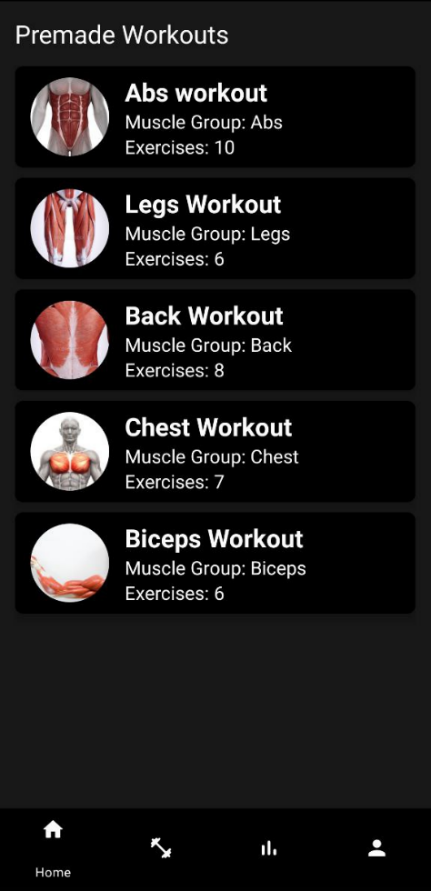 Premade Workouts
Abs workout
Muscle Group: Abs
Exercises: 10
Legs Workout
Muscle Group: Legs
Exercises: 6
Back Workout
Muscle Group: Back
Exercises: 8
Chest Workout
Muscle Group: Chest
Exercises: 7
Biceps Workout
Muscle Group: Biceps
Exercises: 6
Home